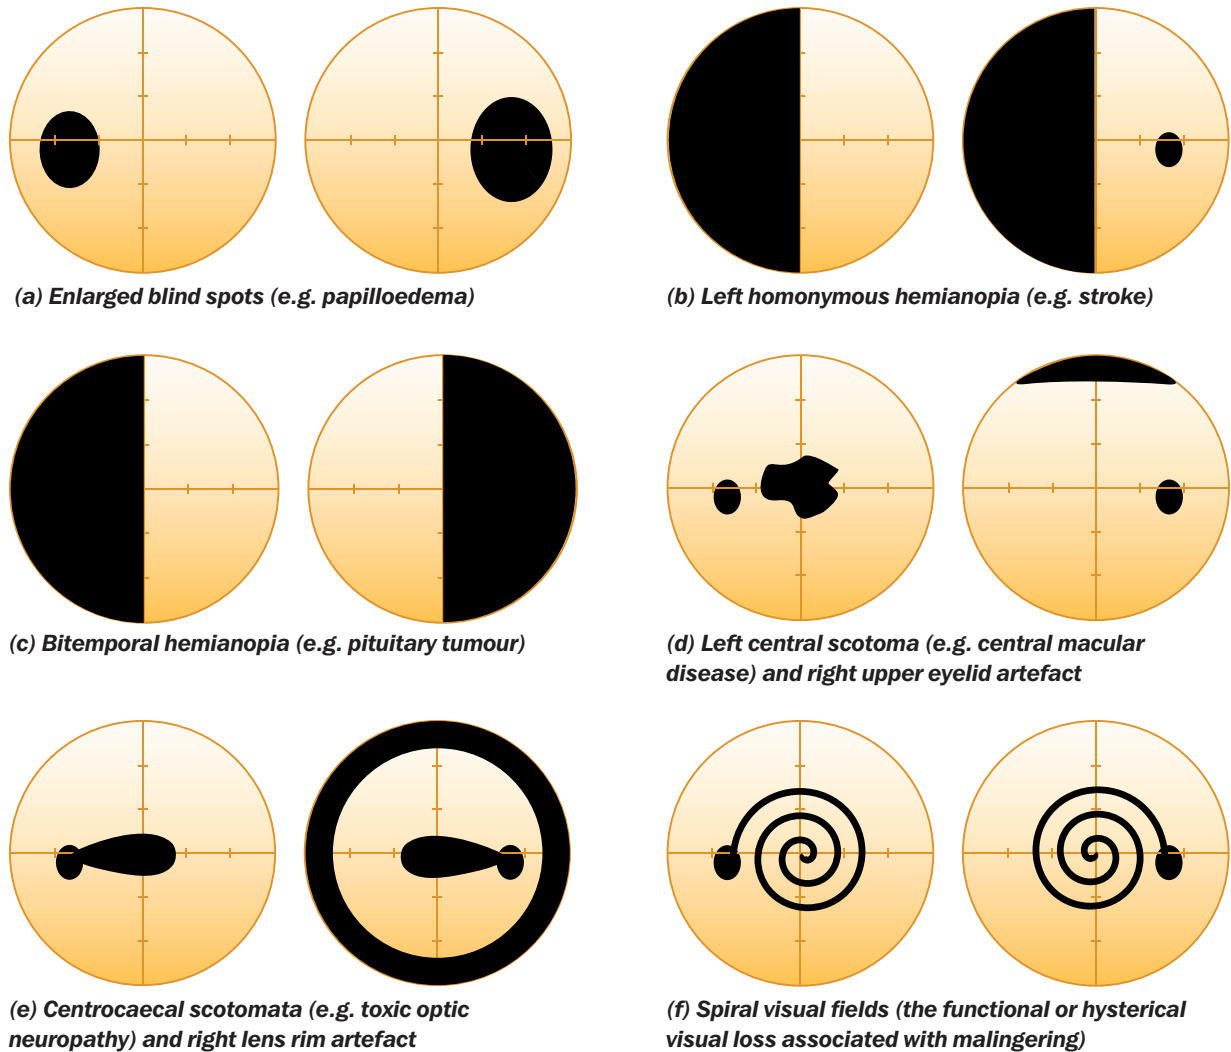 (a) Enlarged blind spots (e.g. papilloedema)
(b) Left homonymous hemianopia (e.g. stroke)
(c) Bitemporal hemianopia (e.g. pituitary tumour)
(d) Left central scotoma (e.g. central macular
disease) and right upper eyelid artefact
(e) Centrocaecal scotomata (e.g. toxic optic
neuropathy) and right lens rim artefact
(f) Spiral visual fields (the functional or hysterical
visual loss associated with malingering)